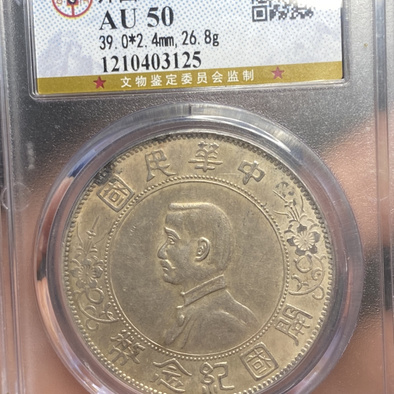 AU 50
39.0*2.4mm,26.8g
1210403125
★ 文物鉴定委员会监制 ★
中華民國
開國紀念幣